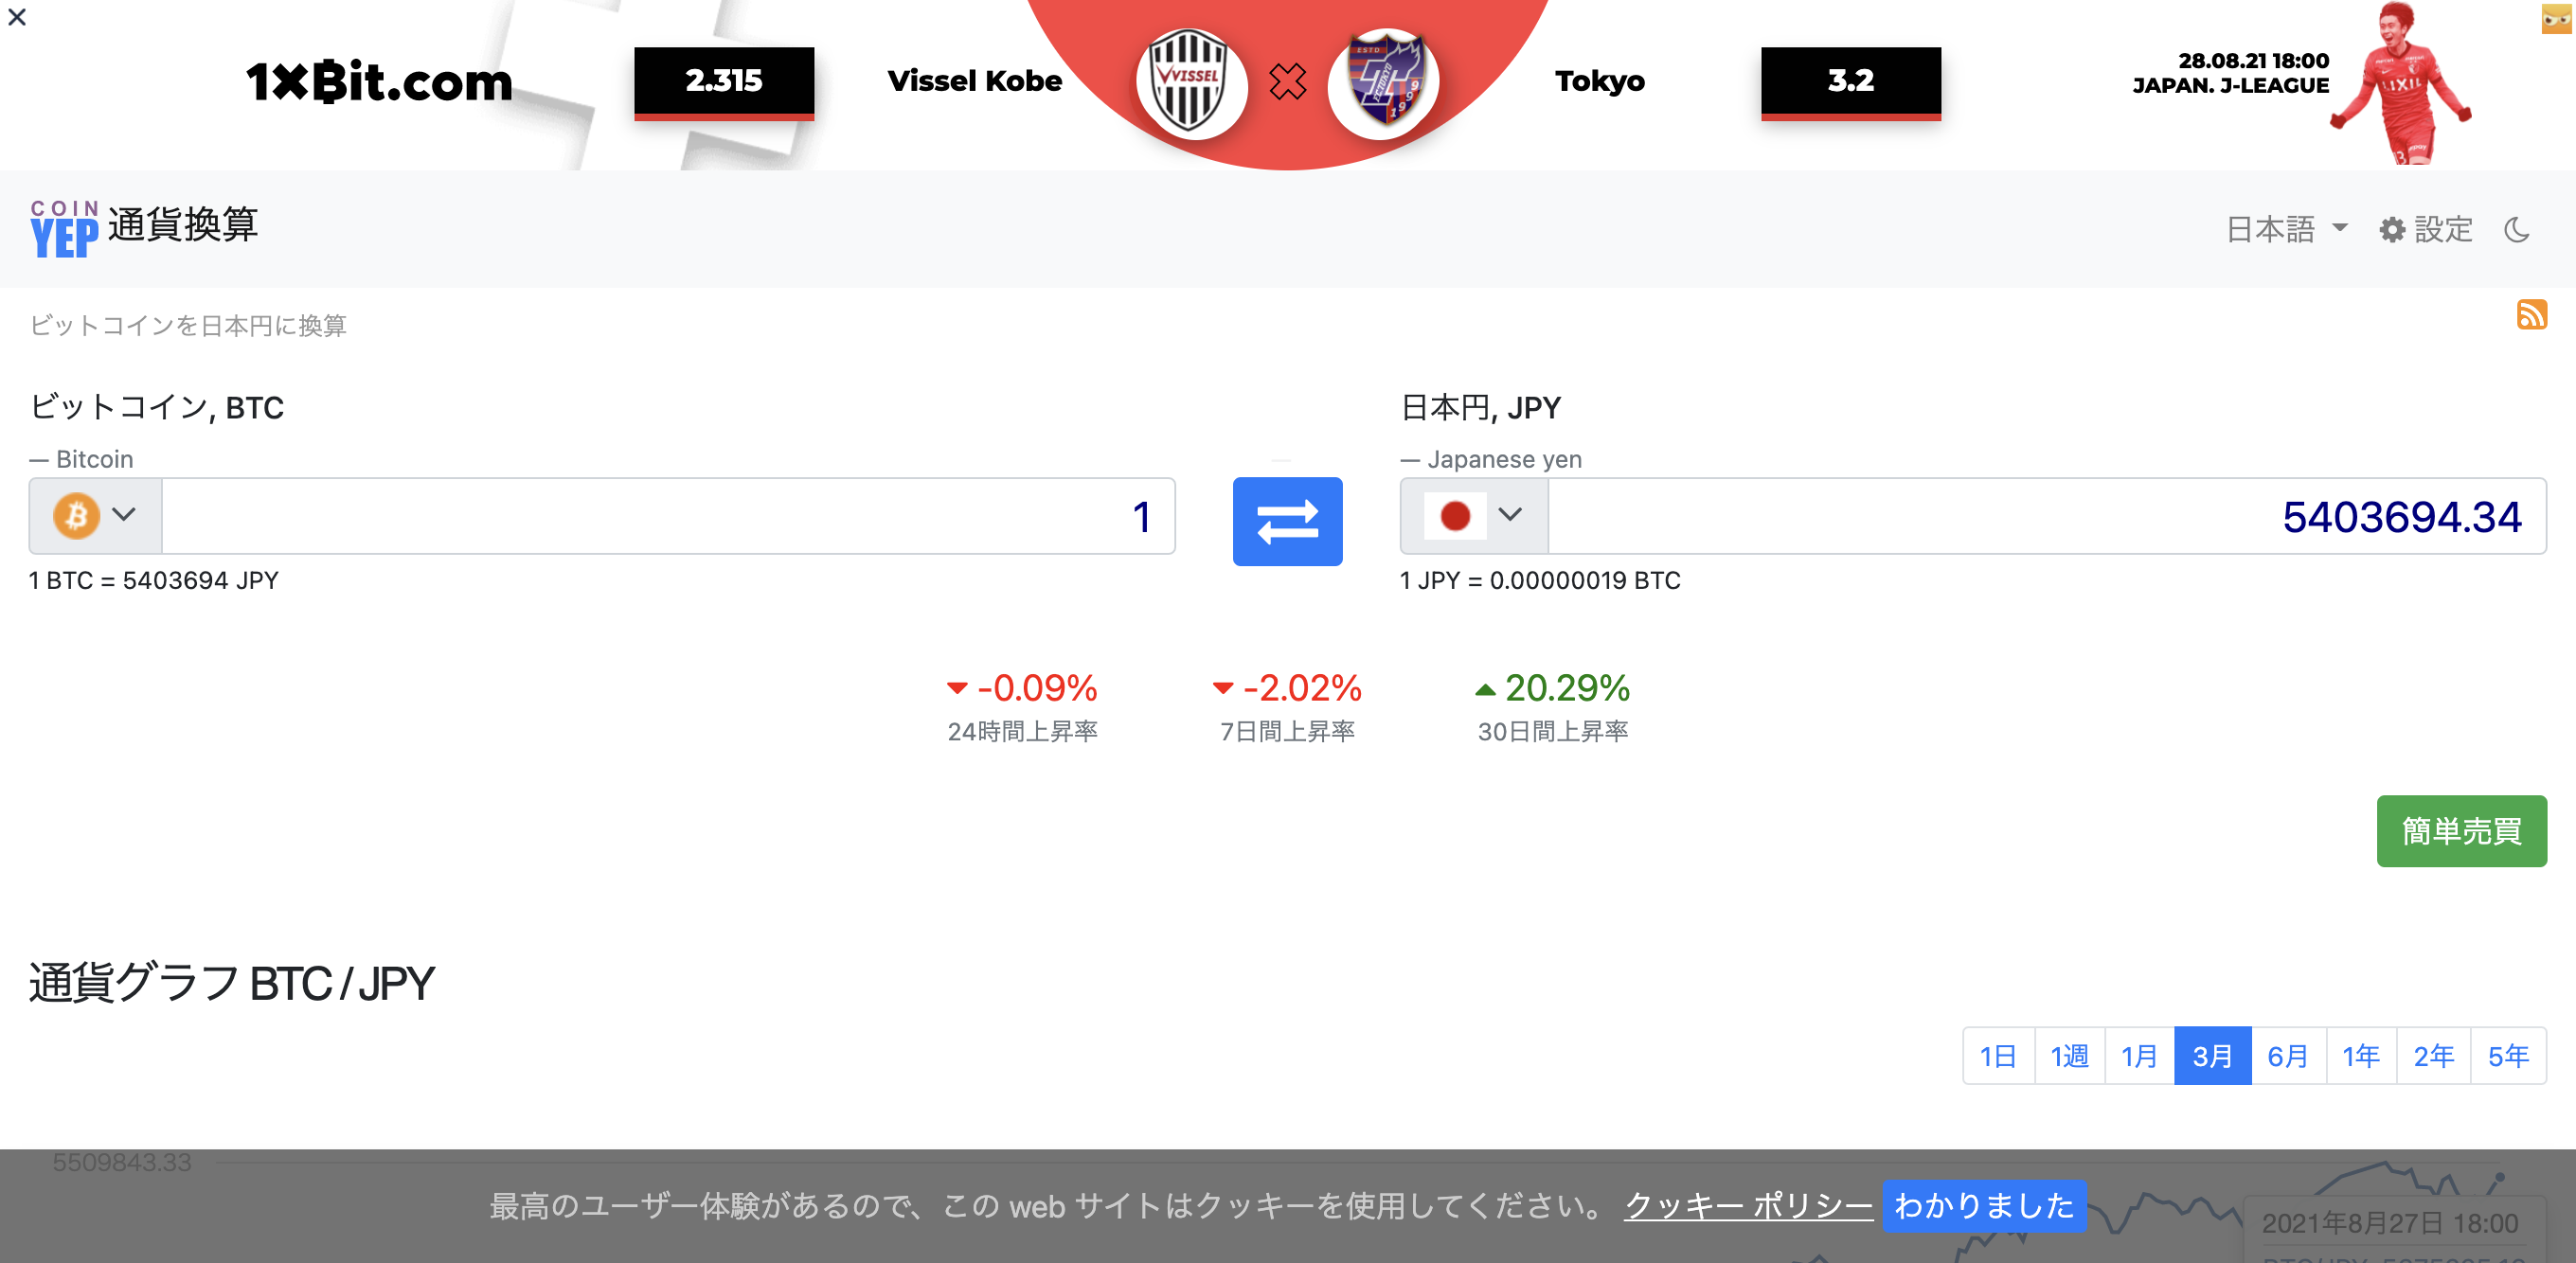 1×Bit.com
2.315
Vissel Kobe
VISSEL
ESTD
1999
Tokyo
3.2
28.08.21 18:00
JAPAN. J-LEAGUE
LIXIL
COIN
YEP
通貨換算
日本語
設定
ビットコインを日本円に換算
ビットコイン, BTC
— Bitcoin
1
1 BTC = 5403694 JPY
日本円, JPY
— Japanese yen
5403694.34
1 JPY = 0.00000019 BTC
-0.09%
24時間上昇率
-2.02%
7日間上昇率
20.29%
30日間上昇率
簡単売買
通貨グラフ BTC / JPY
1日 1週 1月 3月 6月 1年 2年 5年
5509843.33
最高のユーザー体験があるので、この web サイトはクッキーを使用してください。 クッキー ポリシー わかりました
2021年8月27日 18:00